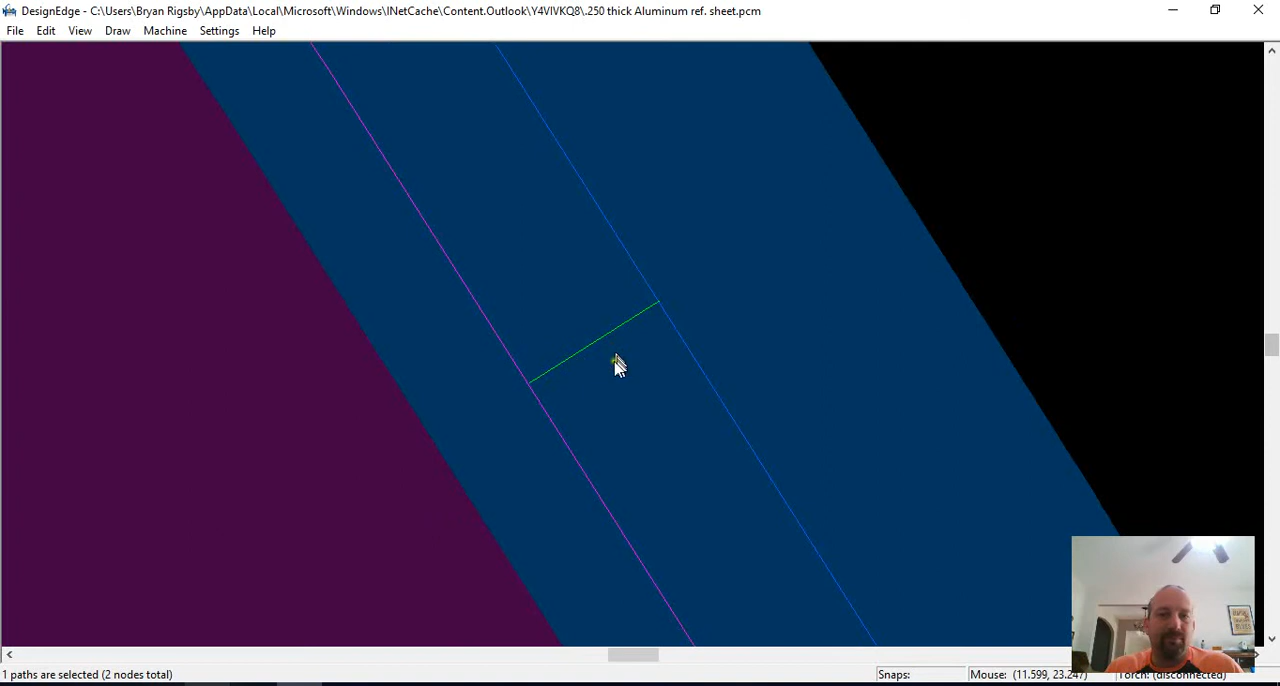 DesignEdge - C:\Users\Bryan Rigsby\AppData\Local\Microsoft\Windows\INetCache\Content.Outlook\Y4VIVKQ8\.250 thick Aluminum ref. sheet.pcm
File Edit View Draw Machine Settings Help
1 paths are selected (2 nodes total) Snaps: Mouse: (11.599, 23.247) Torch: (disconnected)